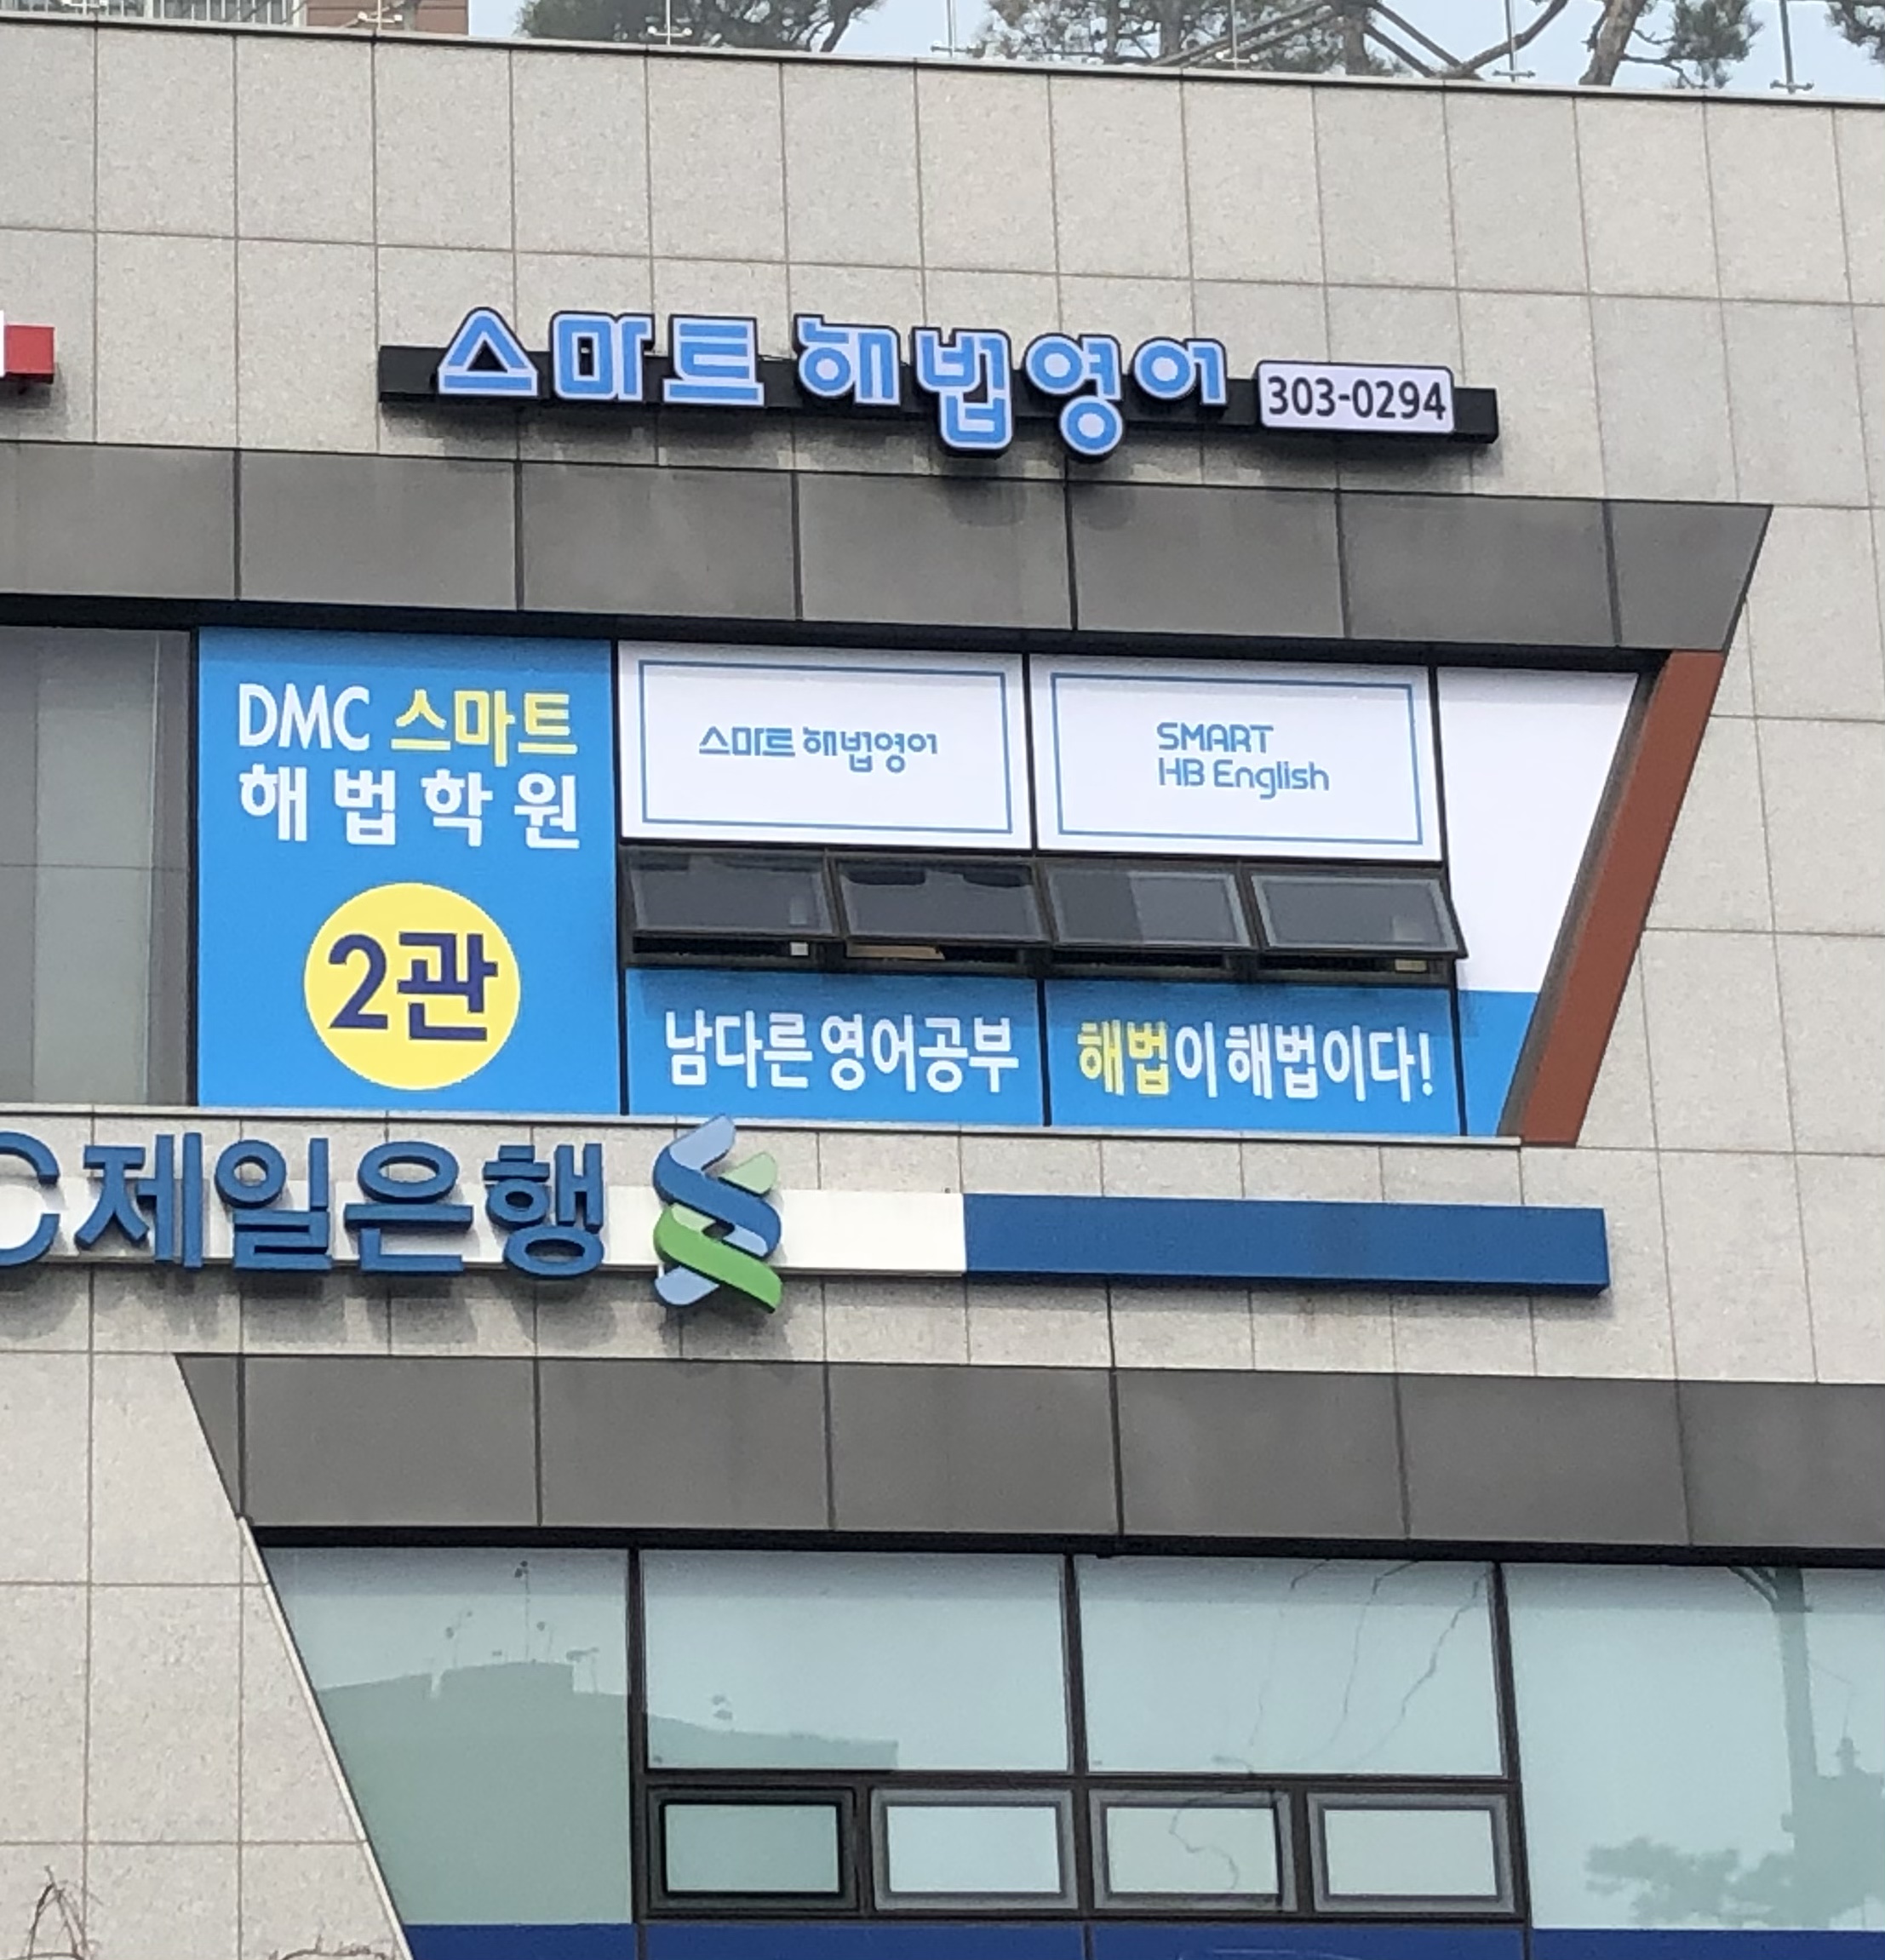 스마트 해법영어 303-0294
DMC 스마트
해법학원
2관
스마트 해법영어
SMART
HB English
남다른 영어공부 해법이 해법이다!
C제일은행